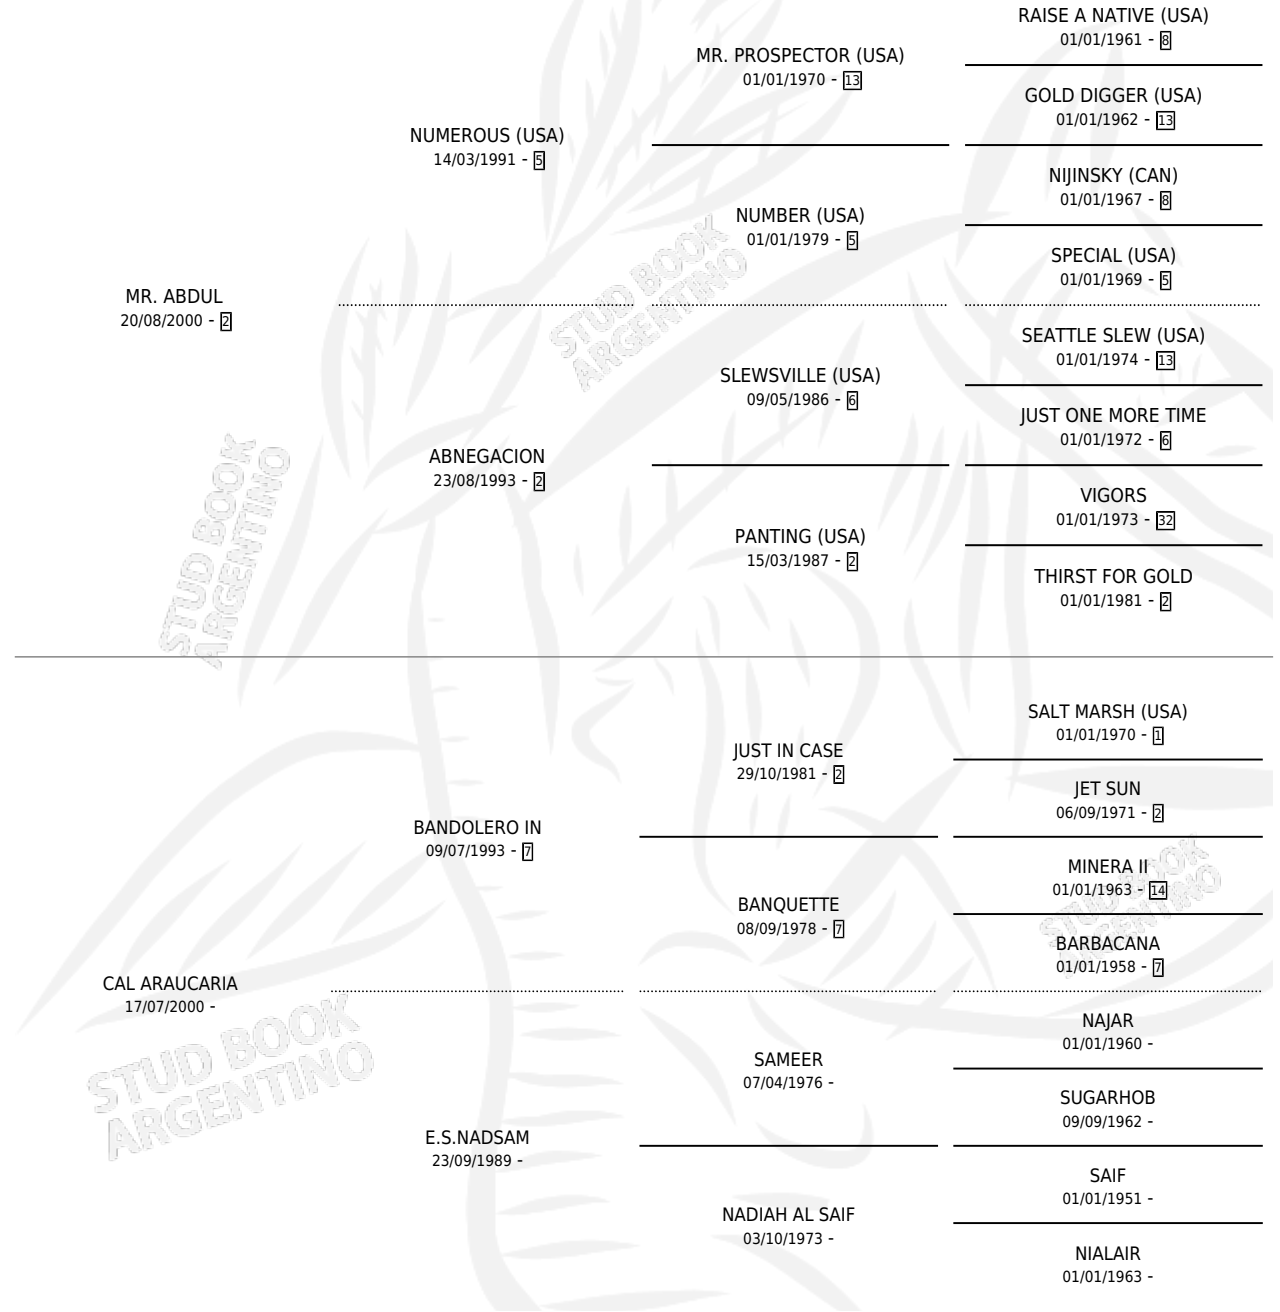 RAISE A NATIVE (USA)
01/01/1961 - 8
MR. PROSPECTOR (USA)
01/01/1970 - 13
GOLD DIGGER (USA)
01/01/1962 - 13
NUMEROUS (USA)
14/03/1991 - 5
NIJINSKY (CAN)
01/01/1967 - 8
NUMBER (USA)
01/01/1979 - 5
SPECIAL (USA)
01/01/1969 - 5
MR. ABDUL
20/08/2000 - 2
SEATTLE SLEW (USA)
01/01/1974 - 13
SLEWSVILLE (USA)
09/05/1986 - 6
JUST ONE MORE TIME
01/01/1972 - 6
ABNEGACION
23/08/1993 - 2
VIGORS
01/01/1973 - 32
PANTING (USA)
15/03/1987 - 2
THIRST FOR GOLD
01/01/1981 - 2
STUD BOOK
ARGENTINO
STUD BOOK
ARGENTINO
SALT MARSH (USA)
01/01/1970 - 1
JUST IN CASE
29/10/1981 - 2
JET SUN
06/09/1971 - 2
BANDOLERO IN
09/07/1993 - 7
MINERA II
01/01/1963 - 14
BANQUETTE
08/09/1978 - 7
BARBACANA
01/01/1958 - 7
CAL ARAUCARIA
17/07/2000 -
NAJAR
01/01/1960 -
SAMEER
07/04/1976 -
SUGARHOB
09/09/1962 -
E.S.NADSAM
23/09/1989 -
SAIF
01/01/1951 -
NADIAH AL SAIF
03/10/1973 -
NIALAIR
01/01/1963 -
STUD BOOK
ARGENTINO
STUD BOOK
ARGENTINO